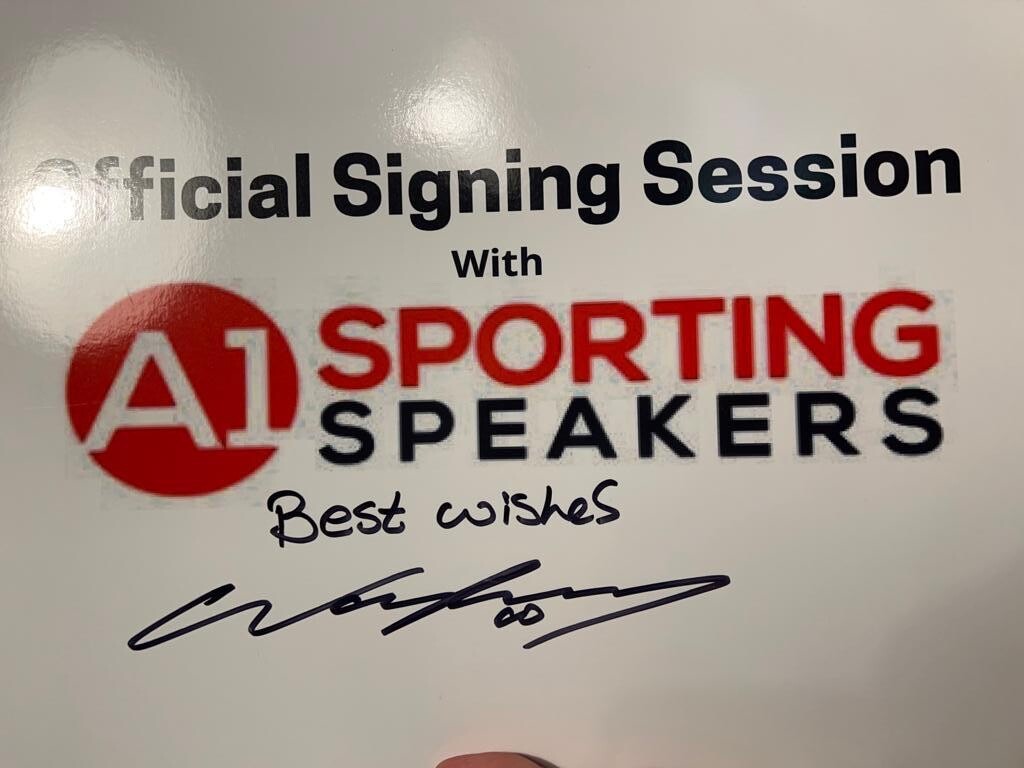 Official Signing Session
With
A1 SPORTING
SPEAKERS
Best wishes